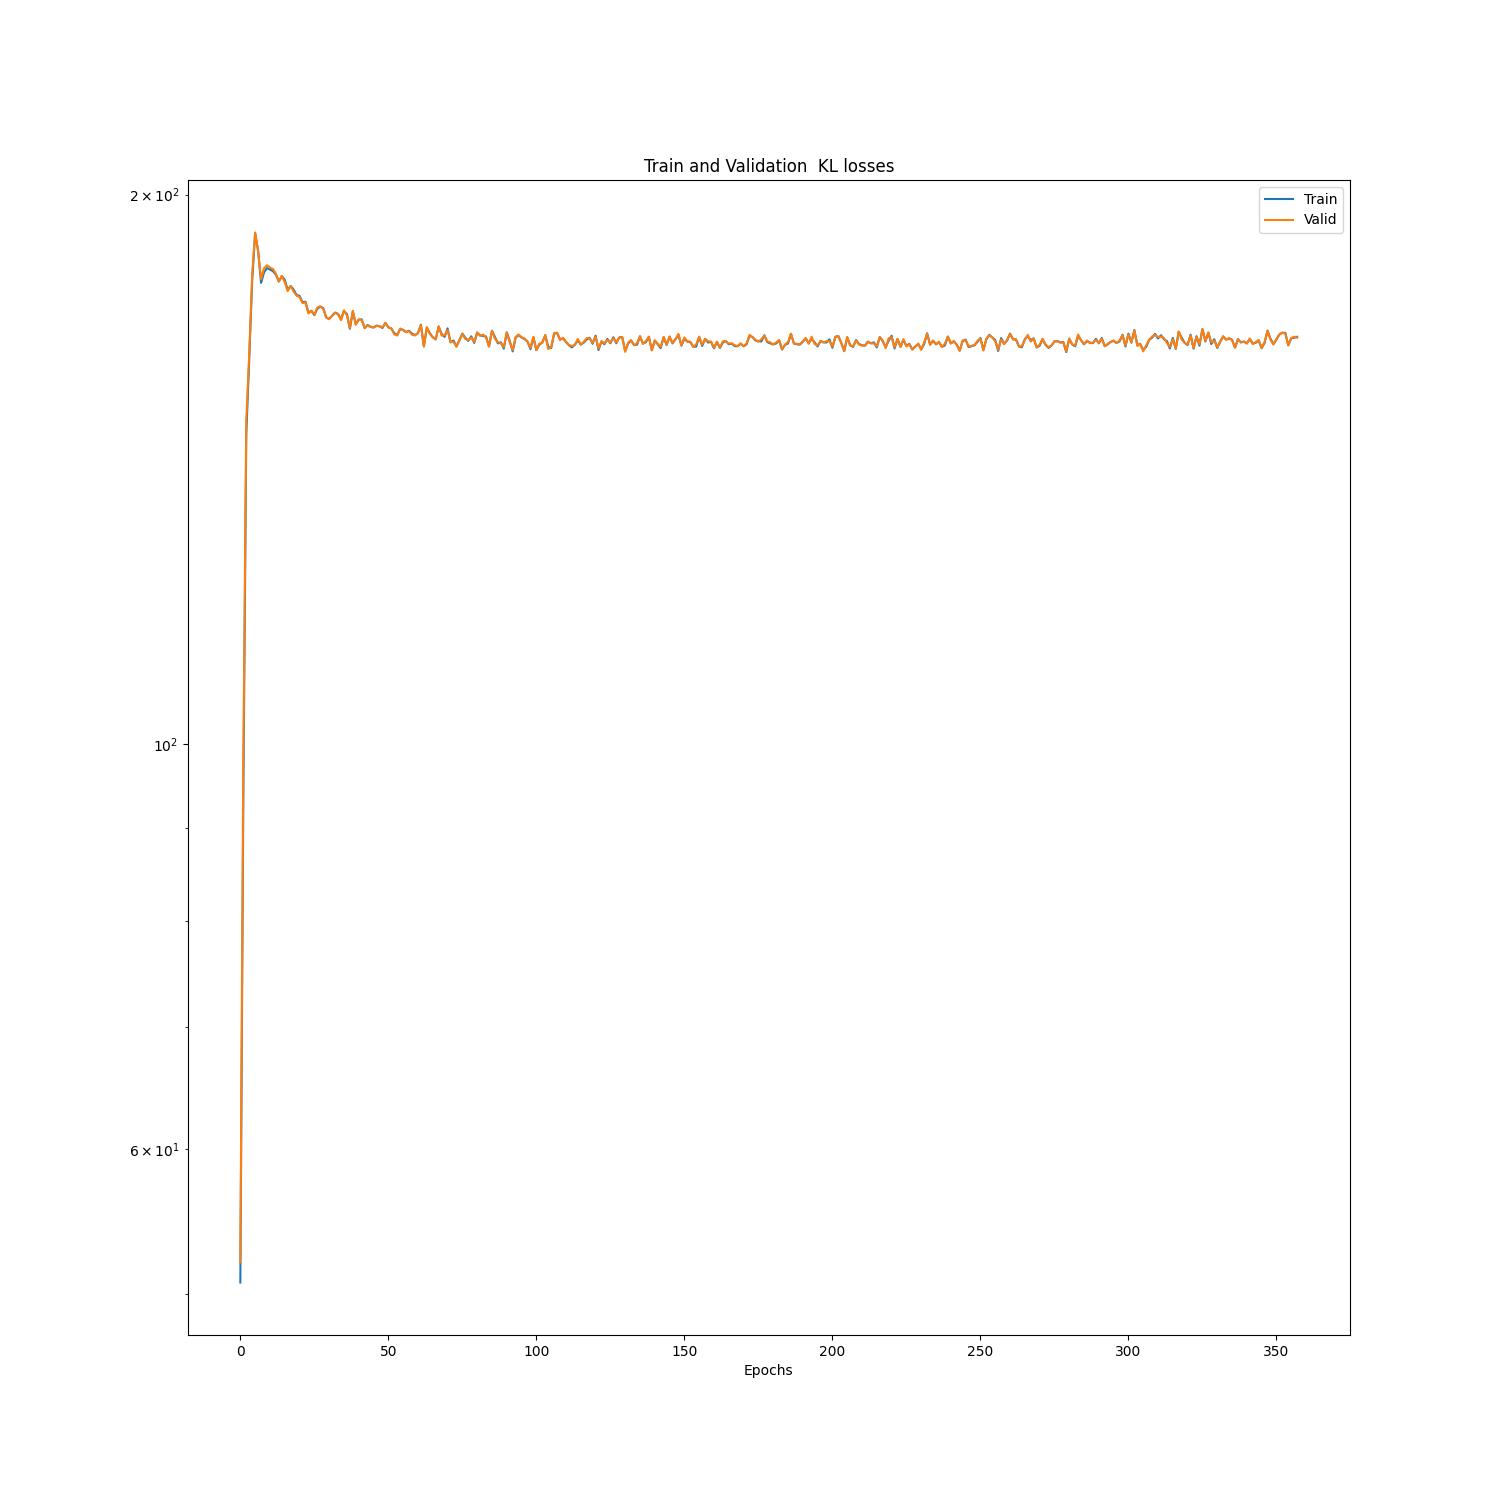 Train and Validation  KL losses
Train
Valid
2 × 10²
10²
6 × 10¹
0 50 100 150 200 250 300 350
Epochs